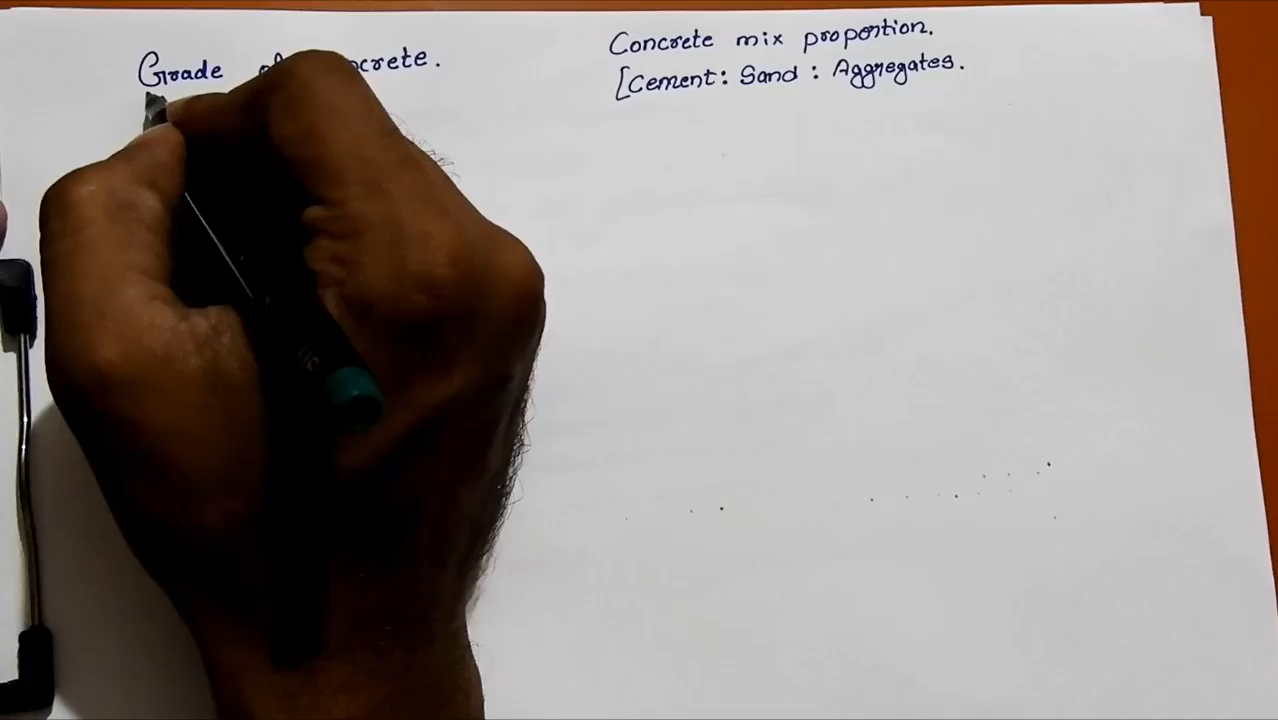 Grade crete.
Concrete mix proportion.
[Cement: Sand : Aggregates.